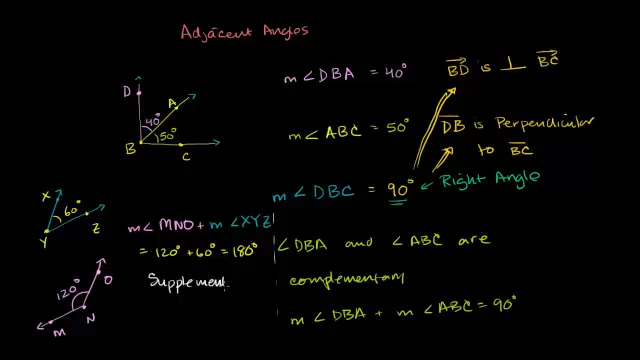 Adjacent Angles
D
A
B
C
40°
50°
m∠DBA = 40°
BD is ⊥ BC
m∠ABC = 50°
DB is Perpendicular
to BC
m∠DBC = 90° ← Right Angle
X
Y
Z
60°
m∠MNO + m∠XYZ
= 120° + 60° = 180°
Supplement
120°
O
N
M
∠DBA and ∠ABC are
complementary
m∠DBA + m∠ABC = 90°